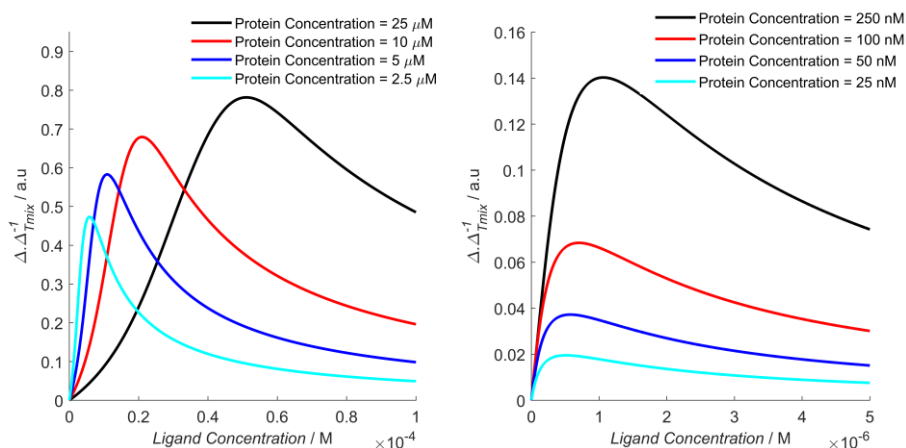 Protein Concentration = 25 μM
Protein Concentration = 10 μM
Protein Concentration = 5 μM
Protein Concentration = 2.5 μM
0.9
0.8
0.7
0.6
0.5
0.4
0.3
0.2
0.1
0
Δ.Δ⁻¹Tmix / a.u
0 0.2 0.4 0.6 0.8 1
Ligand Concentration / M ×10⁻⁴
Protein Concentration = 250 nM
Protein Concentration = 100 nM
Protein Concentration = 50 nM
Protein Concentration = 25 nM
0.16
0.14
0.12
0.1
0.08
0.06
0.04
0.02
0
Δ.Δ⁻¹Tmix / a.u
0 1 2 3 4 5
Ligand Concentration / M ×10⁻⁶